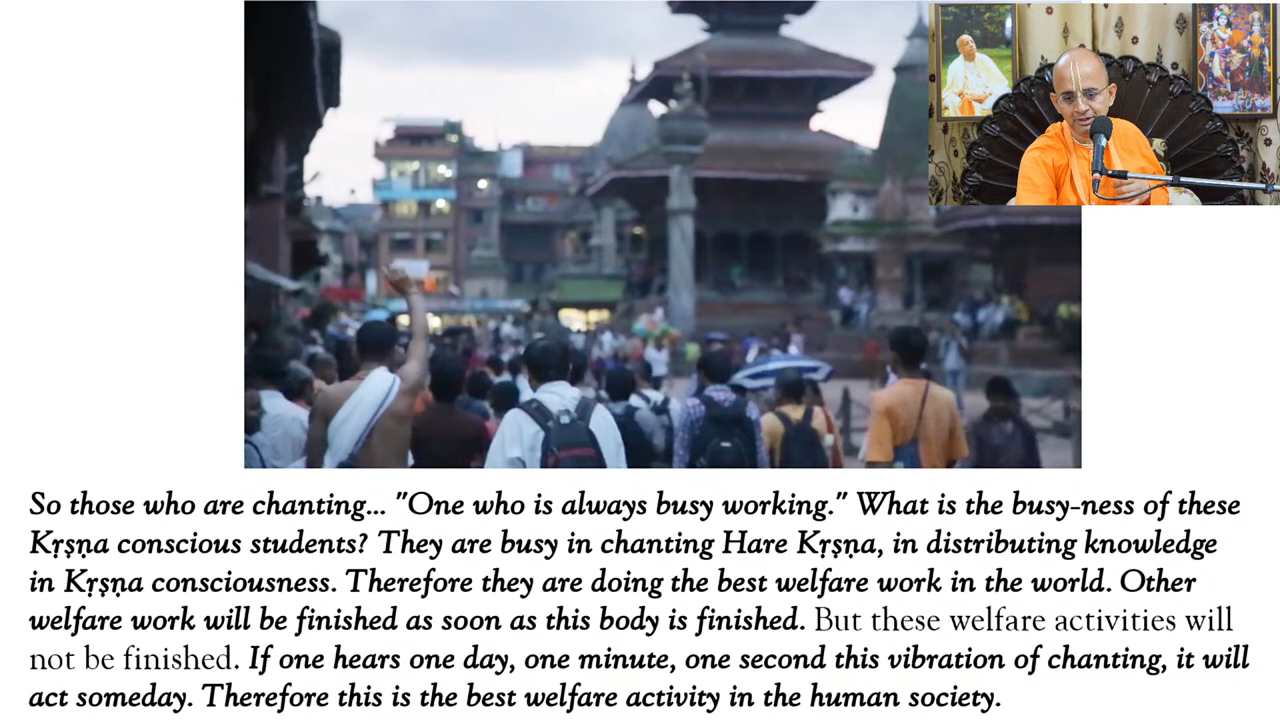 So those who are chanting... "One who is always busy working." What is the busy-ness of these
Kṛṣṇa conscious students? They are busy in chanting Hare Kṛṣṇa, in distributing knowledge
in Kṛṣṇa consciousness. Therefore they are doing the best welfare work in the world. Other
welfare work will be finished as soon as this body is finished. But these welfare activities will
not be finished. If one hears one day, one minute, one second this vibration of chanting, it will
act someday. Therefore this is the best welfare activity in the human society.